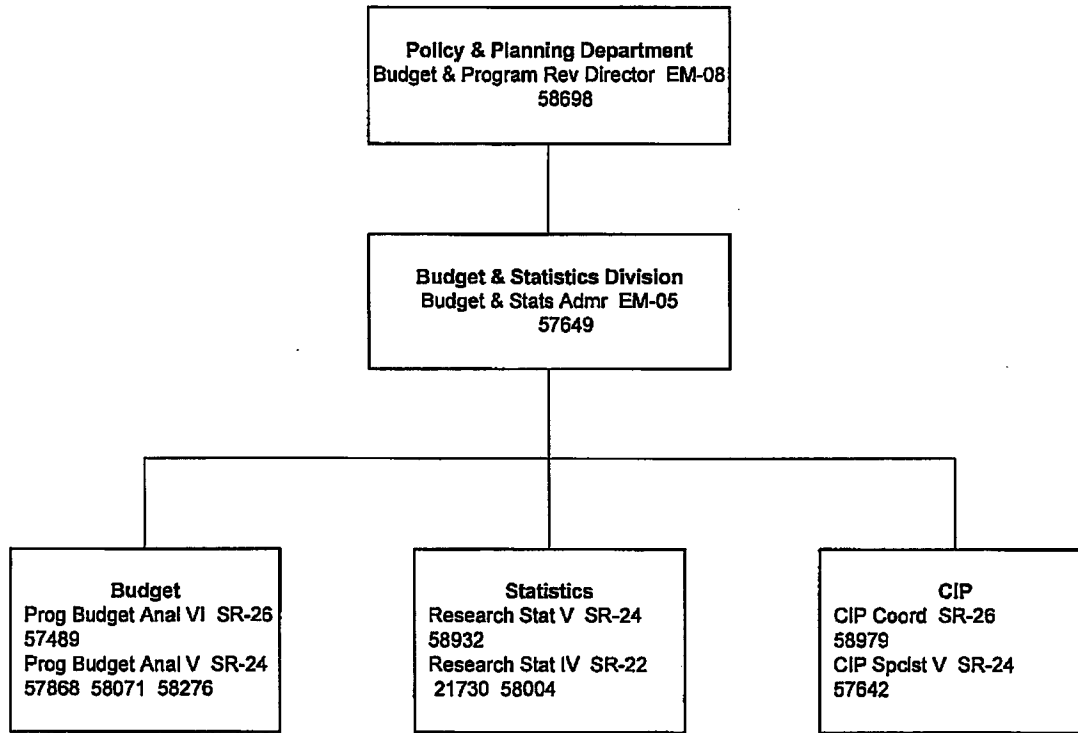 Policy & Planning Department
Budget & Program Rev Director EM-08
58698
Budget & Statistics Division
Budget & Stats Admr EM-05
57649
Budget
Prog Budget Anal VI SR-26
57489
Prog Budget Anal V SR-24
57868 58071 58276
Statistics
Research Stat V SR-24
58932
Research Stat IV SR-22
21730 58004
CIP
CIP Coord SR-26
58979
CIP Spclst V SR-24
57642